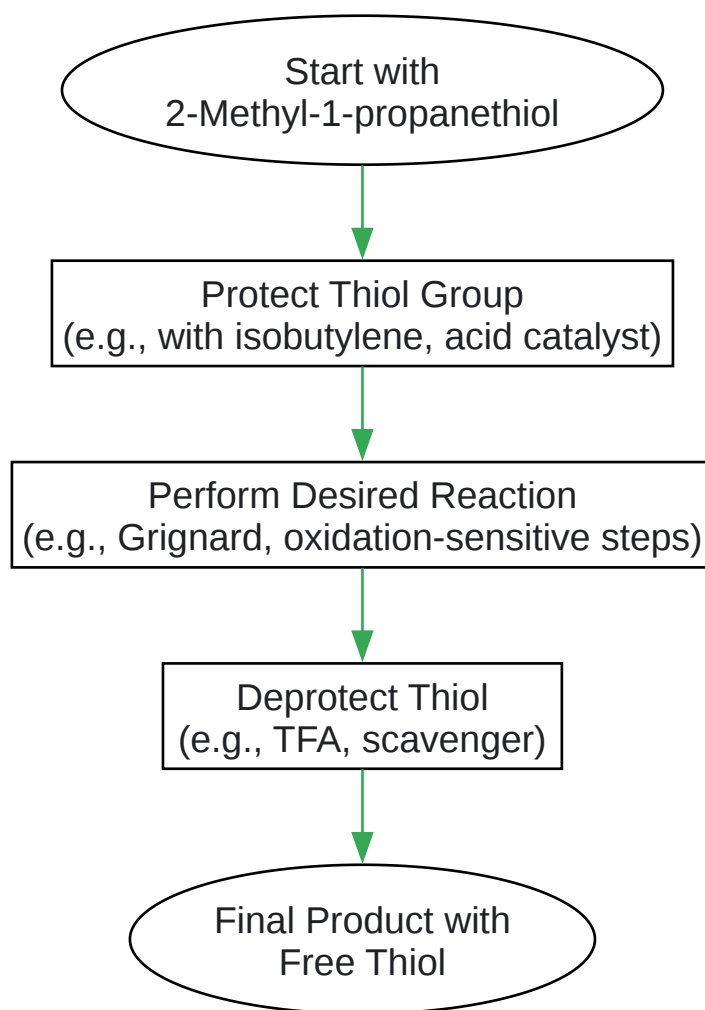 Start with
2-Methyl-1-propanethiol
Protect Thiol Group
(e.g., with isobutylene, acid catalyst)
Perform Desired Reaction
(e.g., Grignard, oxidation-sensitive steps)
Deprotect Thiol
(e.g., TFA, scavenger)
Final Product with
Free Thiol